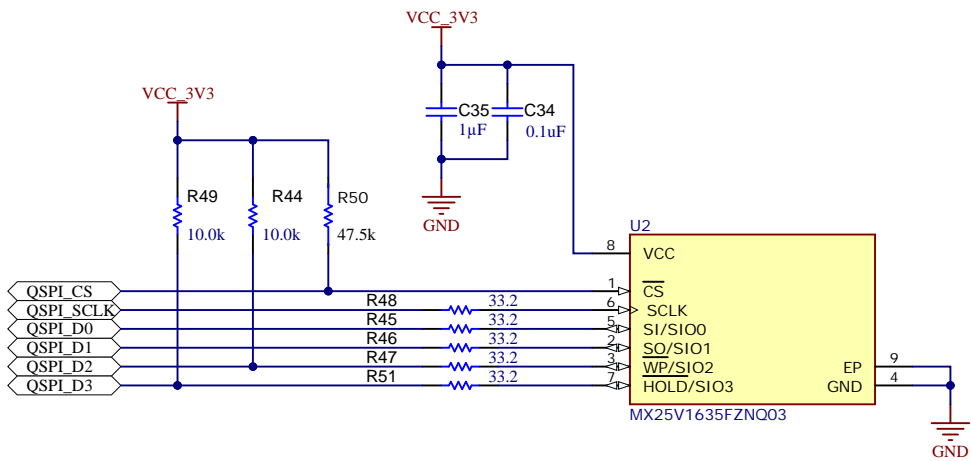 VCC_3V3
C35
C34
1µF
0.1uF
VCC_3V3
R49
R44
R50
10.0k
10.0k
47.5k
GND
U2
8
VCC
QSPI_CS
1
CS
QSPI_SCLK
R48
33.2
6
SCLK
QSPI_D0
R45
33.2
5
SI/SIO0
QSPI_D1
R46
33.2
2
SO/SIO1
QSPI_D2
R47
33.2
3
WP/SIO2
EP
9
QSPI_D3
R51
33.2
7
HOLD/SIO3
GND
4
MX25V1635FZNQ03
GND